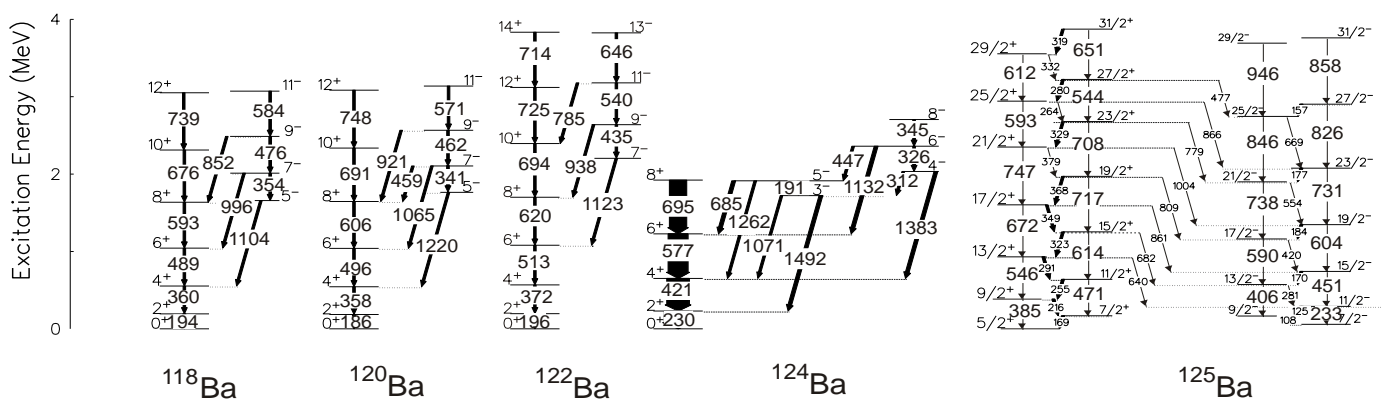 Excitation Energy (MeV)
4
2
0
12⁺ 11⁻
739 584
10⁺ 9⁻
676 852 476
7⁻
354
8⁺ 5⁻
593 996
6⁺ 1104
489
4⁺
360
2⁺
0⁺ 194
¹¹⁸Ba
12⁺ 11⁻
748 571
10⁺ 9⁻
691 921 462
7⁻
459 341
8⁺ 5⁻
606 1065
6⁺ 1220
496
4⁺
358
2⁺
0⁺ 186
¹²⁰Ba
14⁺ 13⁻
714 646
12⁺ 11⁻
725 785 540
9⁻
10⁺ 435
694 938 7⁻
8⁺
620 1123
6⁺
513
4⁺
372
2⁺
0⁺ 196
¹²²Ba
8⁻
345
6⁻
447 326
8⁺ 5⁻ 4⁻
191 3⁻ 1132 312
695 685 1262
6⁺ 1383
577 1071 1492
4⁺
421
2⁺
0⁺ 230
¹²⁴Ba
31/2⁺
319 651
29/2⁺
612 332 27/2⁺
280 544
25/2⁺
593 264 23/2⁺
329 708
21/2⁺
747 379 19/2⁺
368 717
17/2⁺
672 349 15/2⁺
323 614
13/2⁺
546 291 11/2⁺
255 471
9/2⁺
385 216 7/2⁺
5/2⁺ 169
477
866
779
1004
809
861
682
640
29/2⁻ 31/2⁻
946 858
25/2⁻ 157 27/2⁻
846 669 826
21/2⁻ 177 23/2⁻
738 554 731
17/2⁻ 184 19/2⁻
590 420 604
13/2⁻ 170 15/2⁻
406 281 451
9/2⁻ 125 11/2⁻
108 233 7/2⁻
¹²⁵Ba